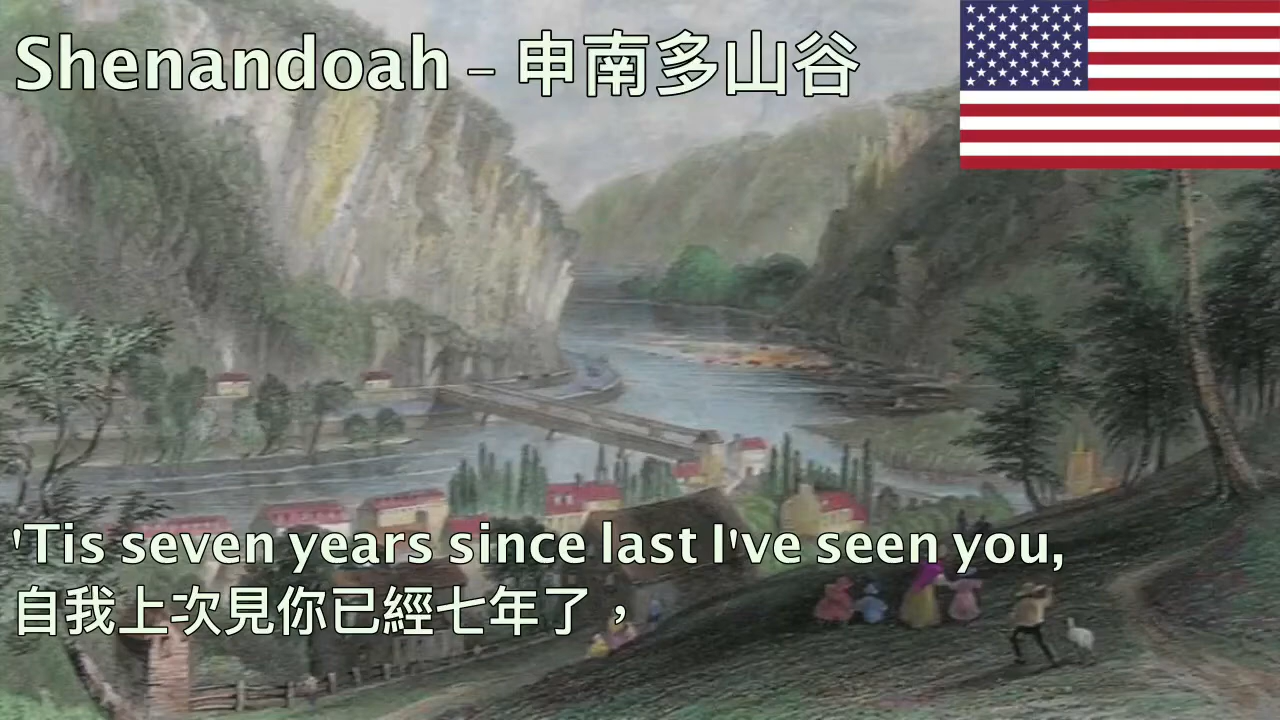 Shenandoah – 申南多山谷
'Tis seven years since last I've seen you,
自我上次見你已經七年了，